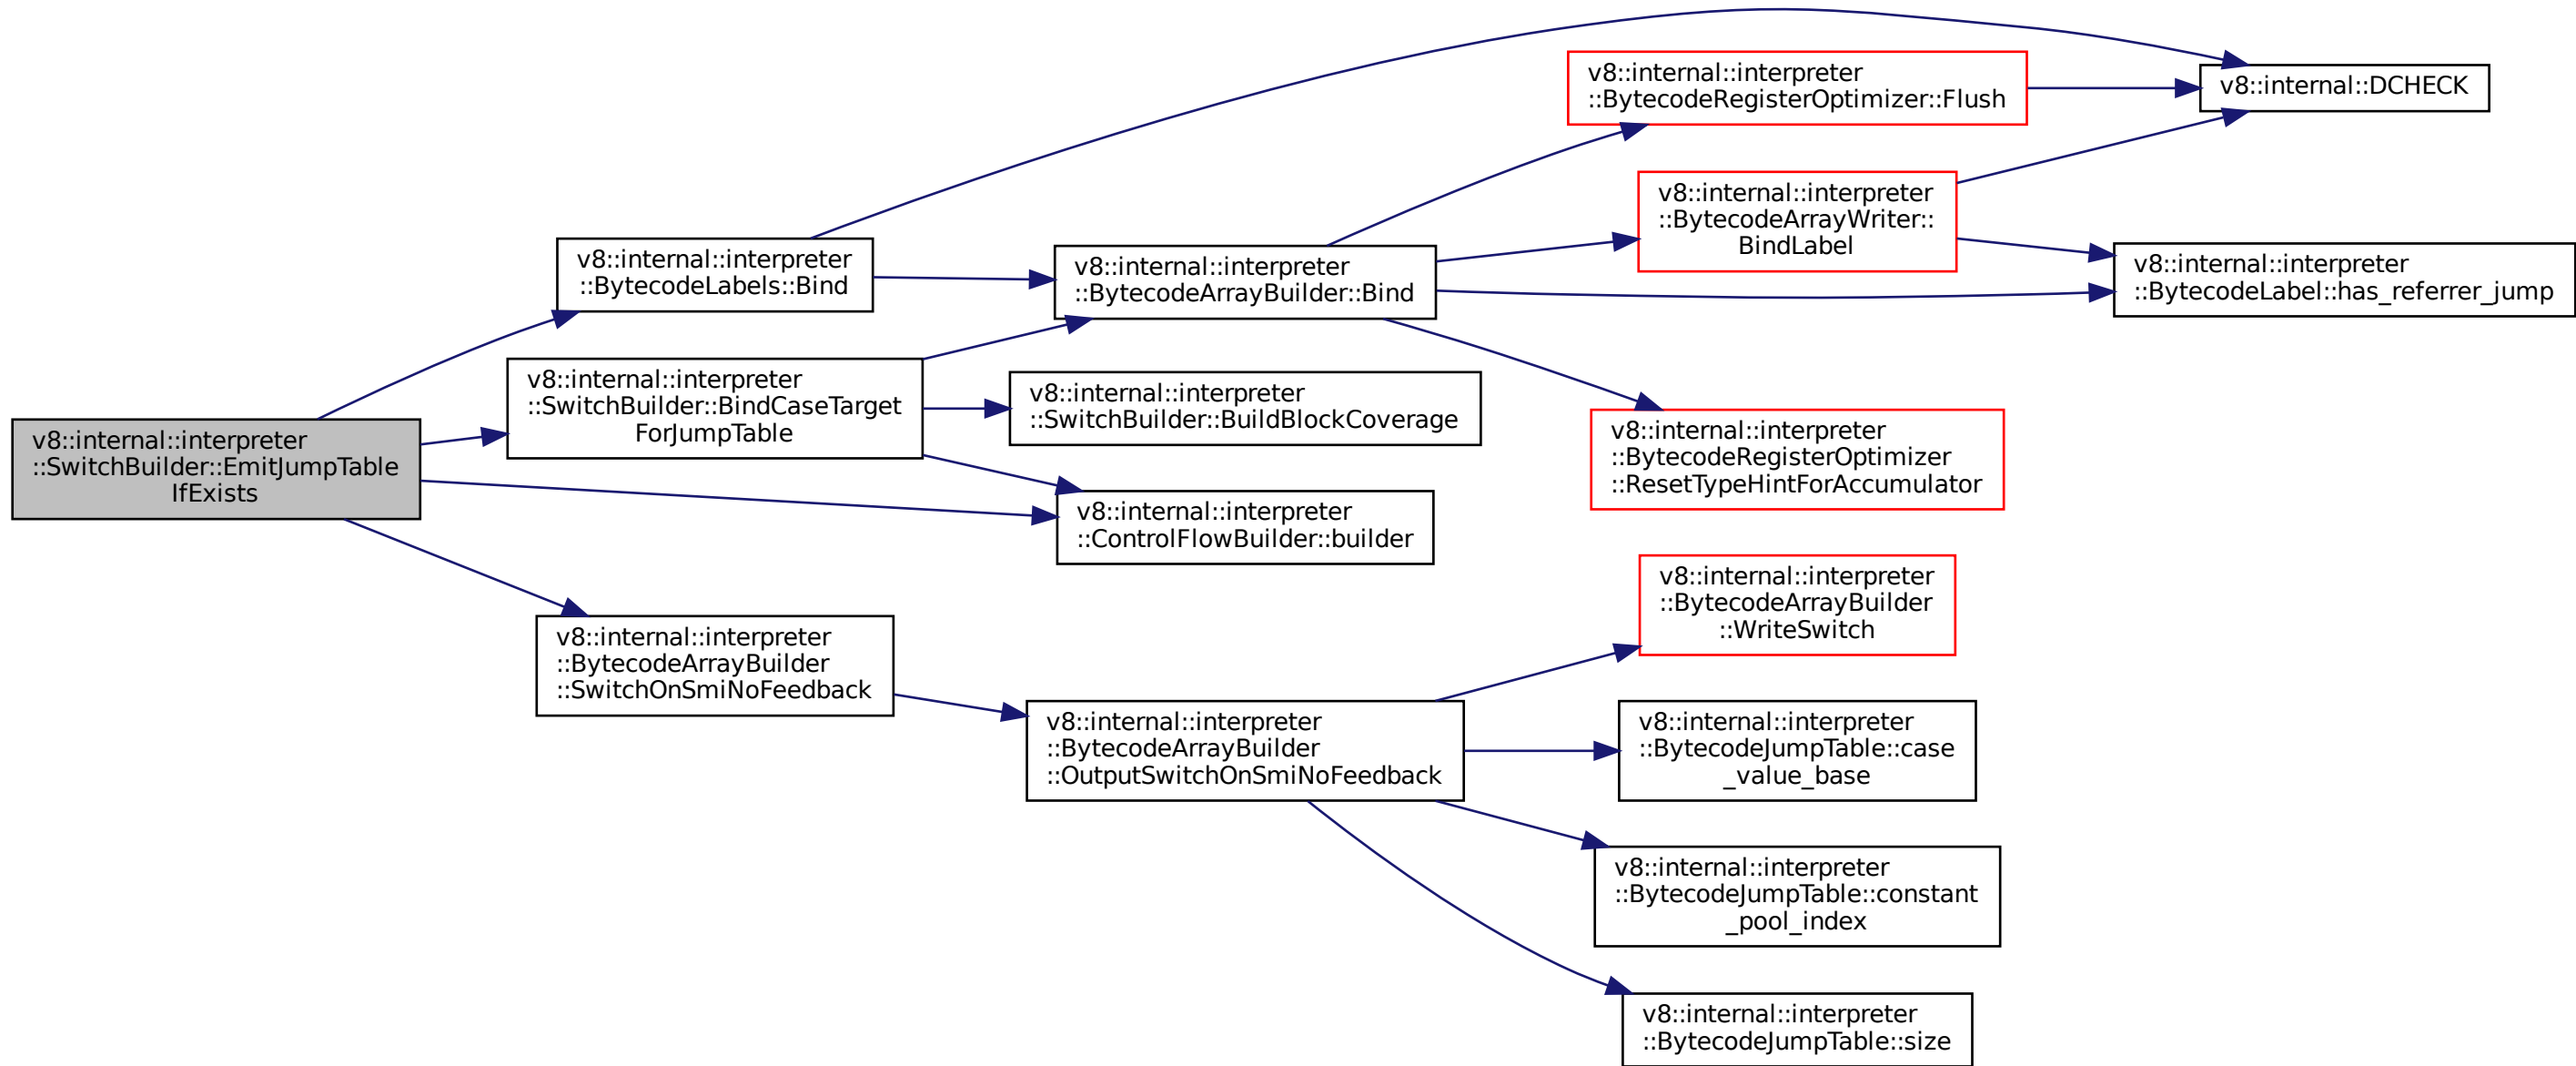 v8::internal::interpreter
::SwitchBuilder::EmitJumpTable
IfExists
v8::internal::interpreter
::BytecodeLabels::Bind
v8::internal::interpreter
::SwitchBuilder::BindCaseTarget
ForJumpTable
v8::internal::interpreter
::BytecodeArrayBuilder
::SwitchOnSmiNoFeedback
v8::internal::interpreter
::BytecodeArrayBuilder::Bind
v8::internal::interpreter
::SwitchBuilder::BuildBlockCoverage
v8::internal::interpreter
::ControlFlowBuilder::builder
v8::internal::interpreter
::BytecodeArrayBuilder
::OutputSwitchOnSmiNoFeedback
v8::internal::interpreter
::BytecodeRegisterOptimizer::Flush
v8::internal::interpreter
::BytecodeArrayWriter::
BindLabel
v8::internal::interpreter
::BytecodeRegisterOptimizer
::ResetTypeHintForAccumulator
v8::internal::interpreter
::BytecodeArrayBuilder
::WriteSwitch
v8::internal::interpreter
::BytecodeJumpTable::case
_value_base
v8::internal::interpreter
::BytecodeJumpTable::constant
_pool_index
v8::internal::interpreter
::BytecodeJumpTable::size
v8::internal::DCHECK
v8::internal::interpreter
::BytecodeLabel::has_referrer_jump